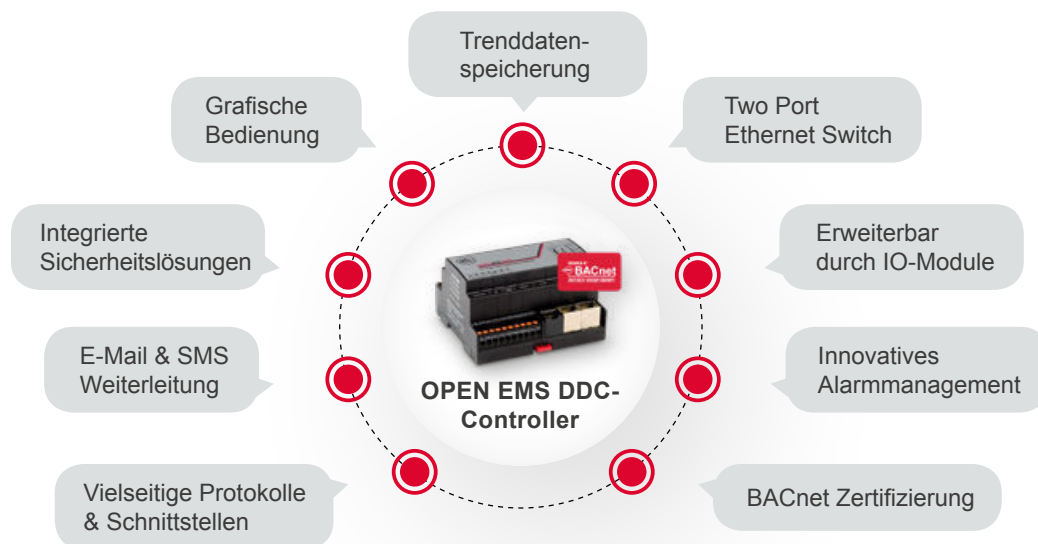 Trenddaten-
speicherung
Grafische
Bedienung
Two Port
Ethernet Switch
Integrierte
Sicherheitslösungen
Erweiterbar
durch IO-Module
BACnet
E-Mail & SMS
Weiterleitung
Innovatives
Alarmmanagement
OPEN EMS DDC-
Controller
Vielseitige Protokolle
& Schnittstellen
BACnet Zertifizierung